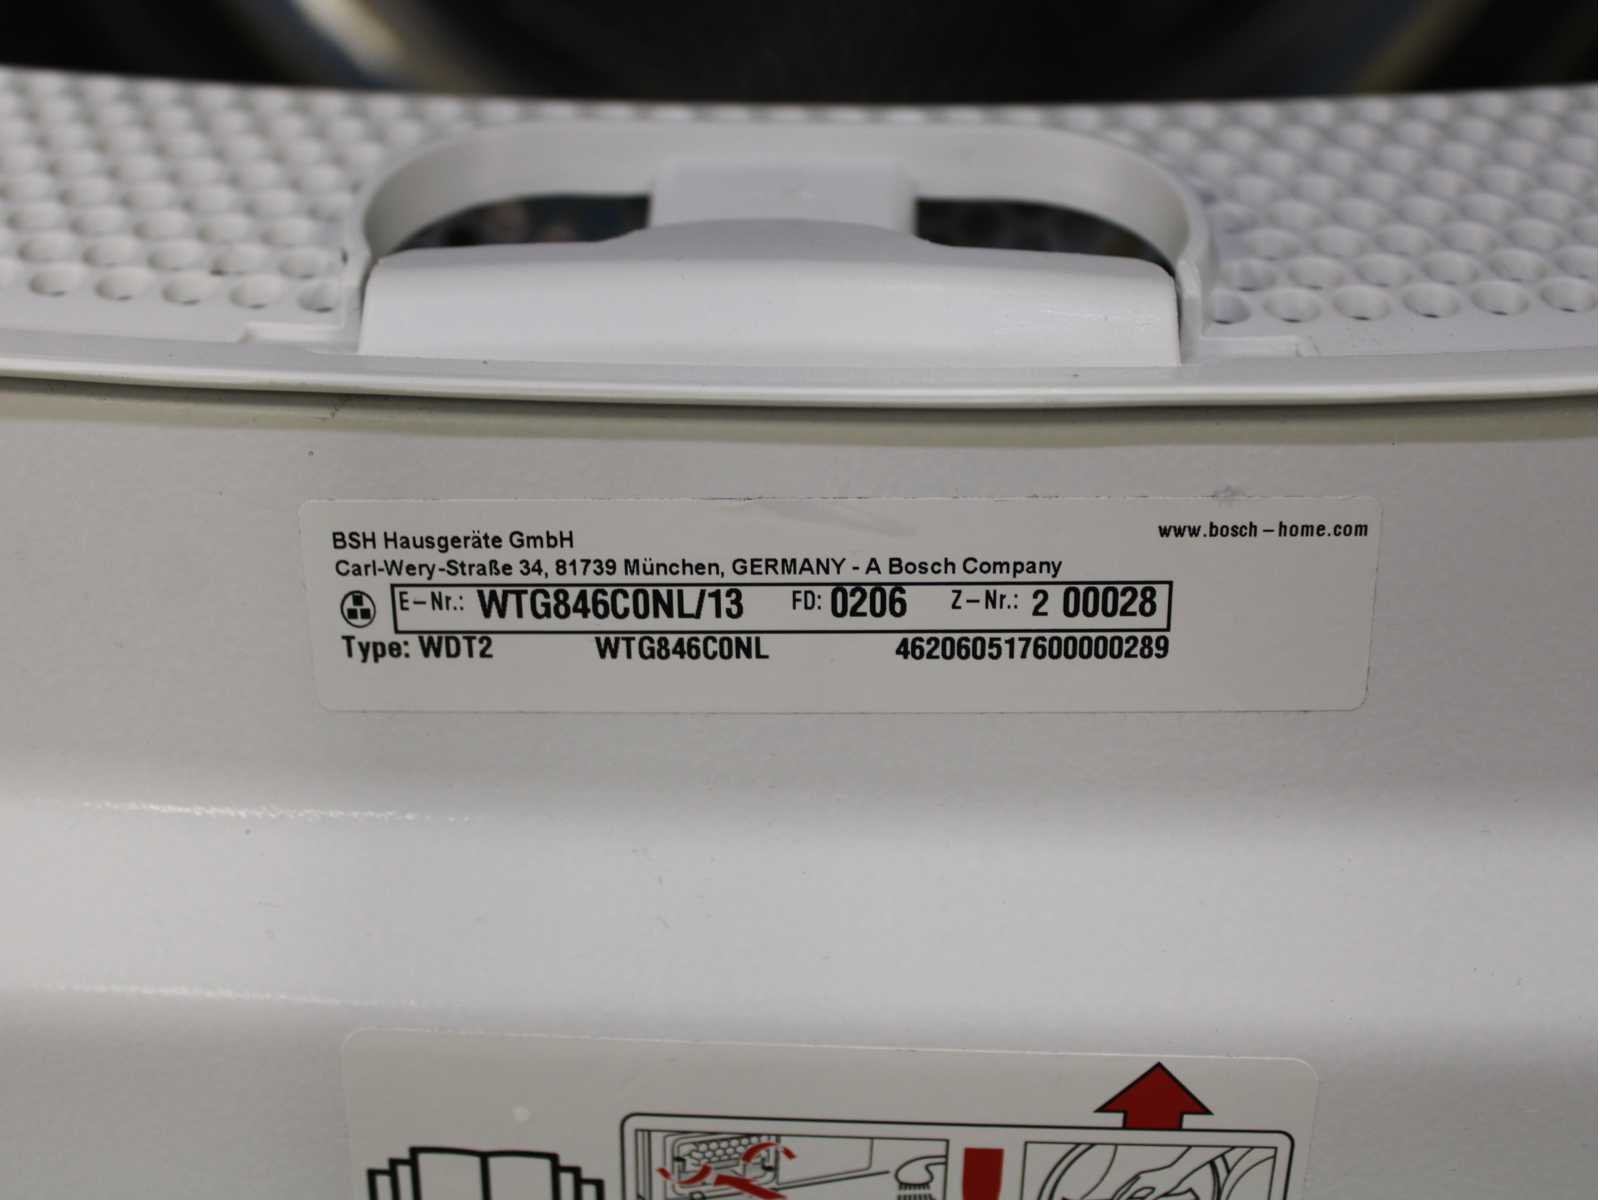 BSH Hausgeräte GmbH
www.bosch-home.com
Carl-Wery-Straße 34, 81739 München, GERMANY - A Bosch Company
E-Nr.: WTG846C0NL/13 FD: 0206 Z-Nr.: 2 00028
Type: WDT2 WTG846C0NL 462060517600000289